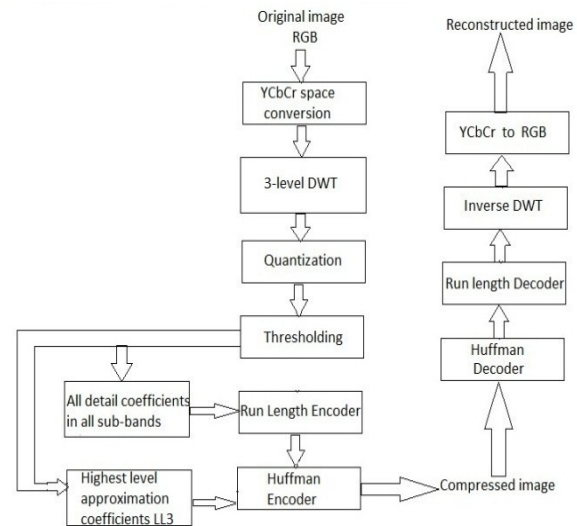 Original image
RGB
YCbCr space
conversion
3-level DWT
Quantization
Thresholding
All detail coefficients
in all sub-bands
Run Length Encoder
Highest level
approximation
coefficients LL3
Huffman
Encoder
Compressed image
Huffman
Decoder
Run length Decoder
Inverse DWT
YCbCr to RGB
Reconstructed image